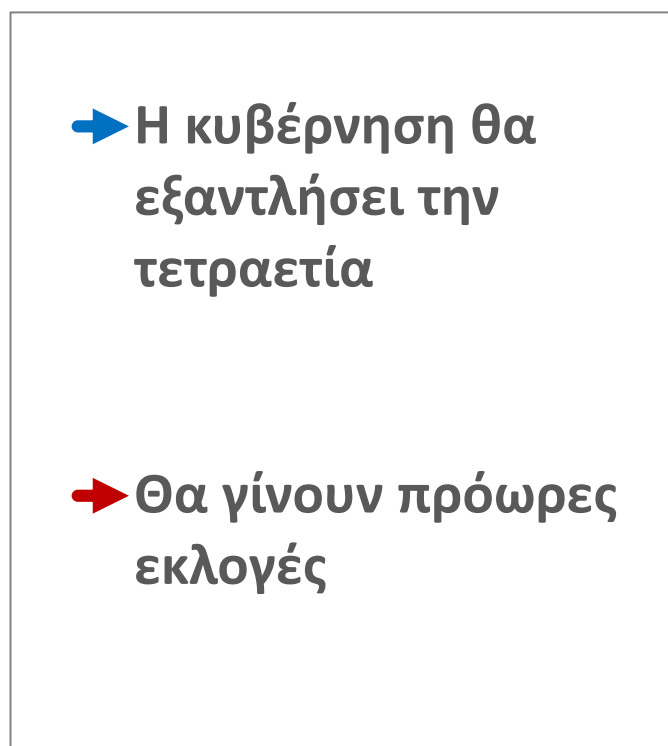 Η κυβέρνηση θα
εξαντλήσει την
τετραετία
Θα γίνουν πρόωρες
εκλογές